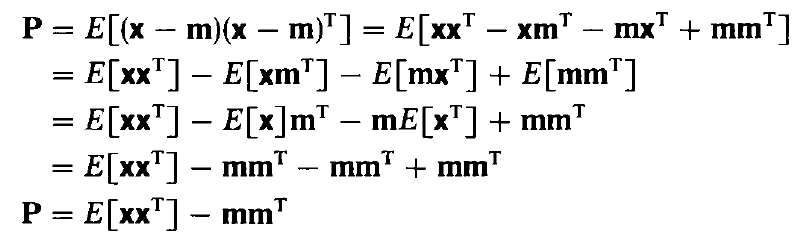 P = E[(x − m)(x − m)ᵀ] = E[xxᵀ − xmᵀ − mxᵀ + mmᵀ]
= E[xxᵀ] − E[xmᵀ] − E[mxᵀ] + E[mmᵀ]
= E[xxᵀ] − E[x]mᵀ − mE[xᵀ] + mmᵀ
= E[xxᵀ] − mmᵀ − mmᵀ + mmᵀ
P = E[xxᵀ] − mmᵀ